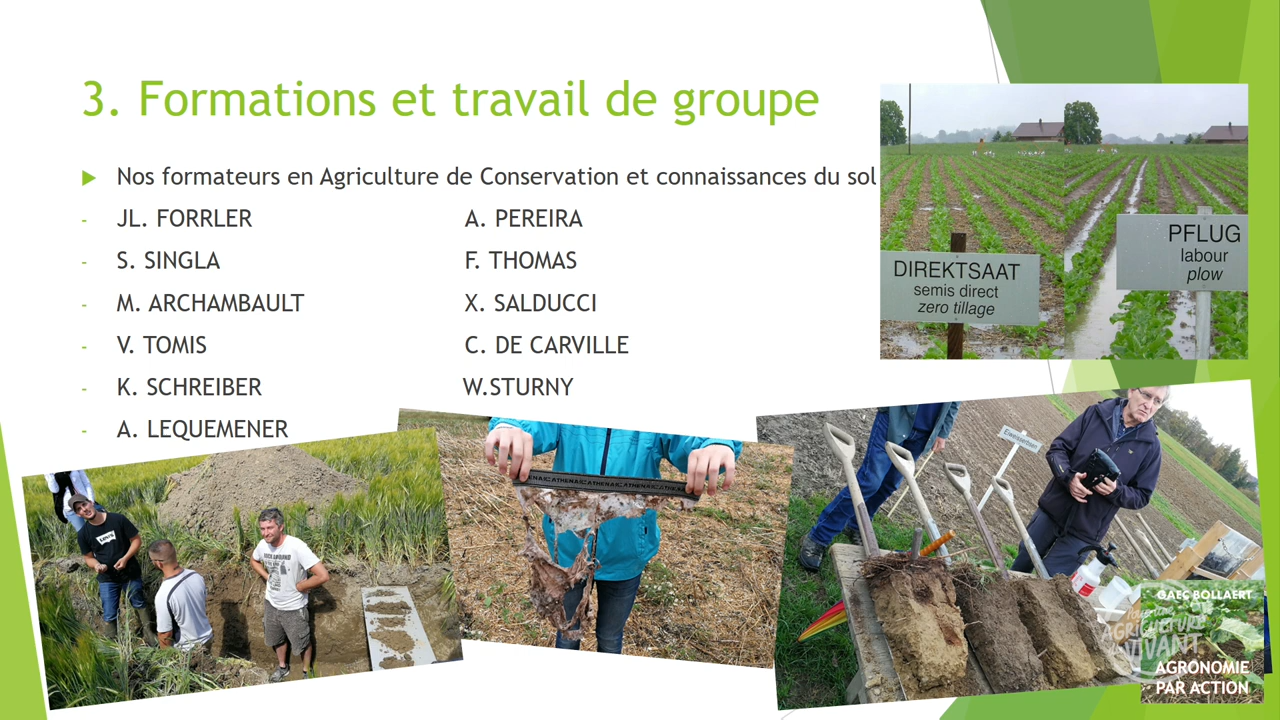 3. Formations et travail de groupe
Nos formateurs en Agriculture de Conservation et connaissances du sol
- JL. FORRLER
A. PEREIRA
- S. SINGLA
F. THOMAS
- M. ARCHAMBAULT
X. SALDUCCI
- V. TOMIS
C. DE CARVILLE
- K. SCHREIBER
W.STURNY
- A. LEQUEMENER
DIREKTSAAT
semis direct
zero tillage
PFLUG
labour
plow
GAEC BOLLAERT
AGRICULTURE
VIVANT
AGRONOMIE
PAR ACTION